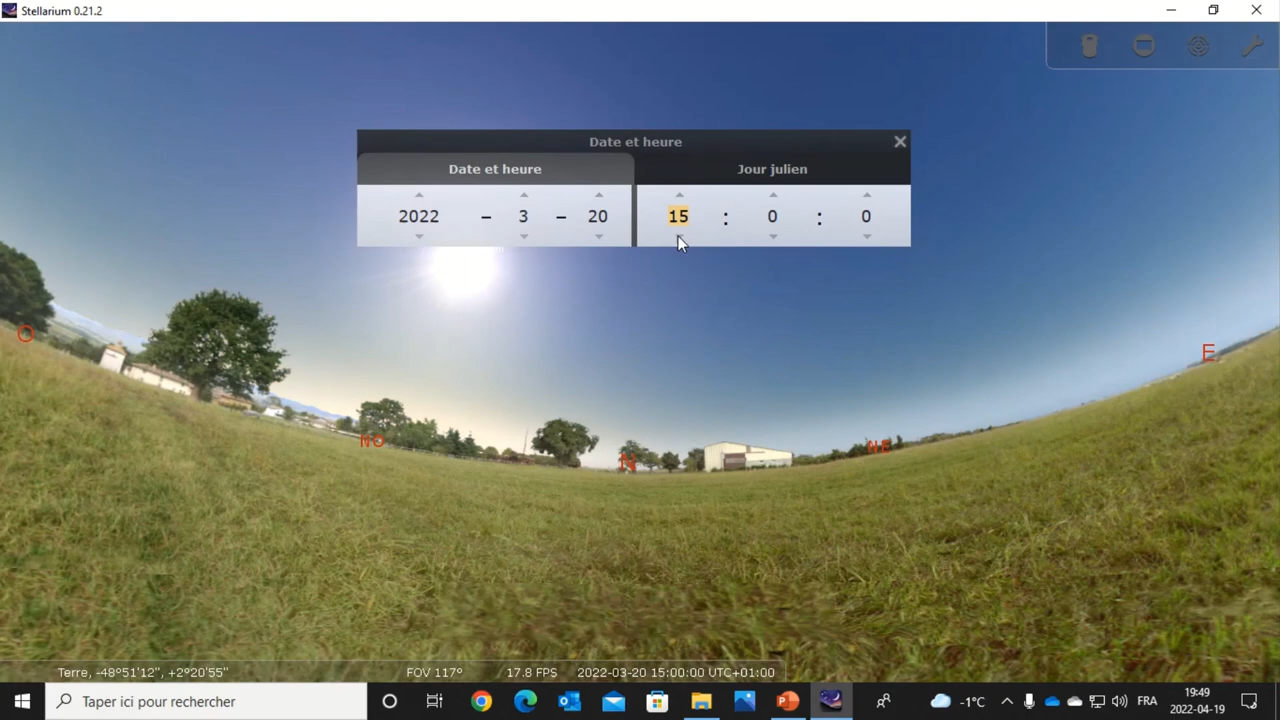 Stellarium 0.21.2
Date et heure
Date et heure
Jour julien
2022 - 3 - 20 15 : 0 : 0
O
E
NO
N
NE
Terre, -48°51'12", +2°20'55" FOV 117° 17.8 FPS 2022-03-20 15:00:00 UTC+01:00
Taper ici pour rechercher
-1°C
FRA
19:49
2022-04-19